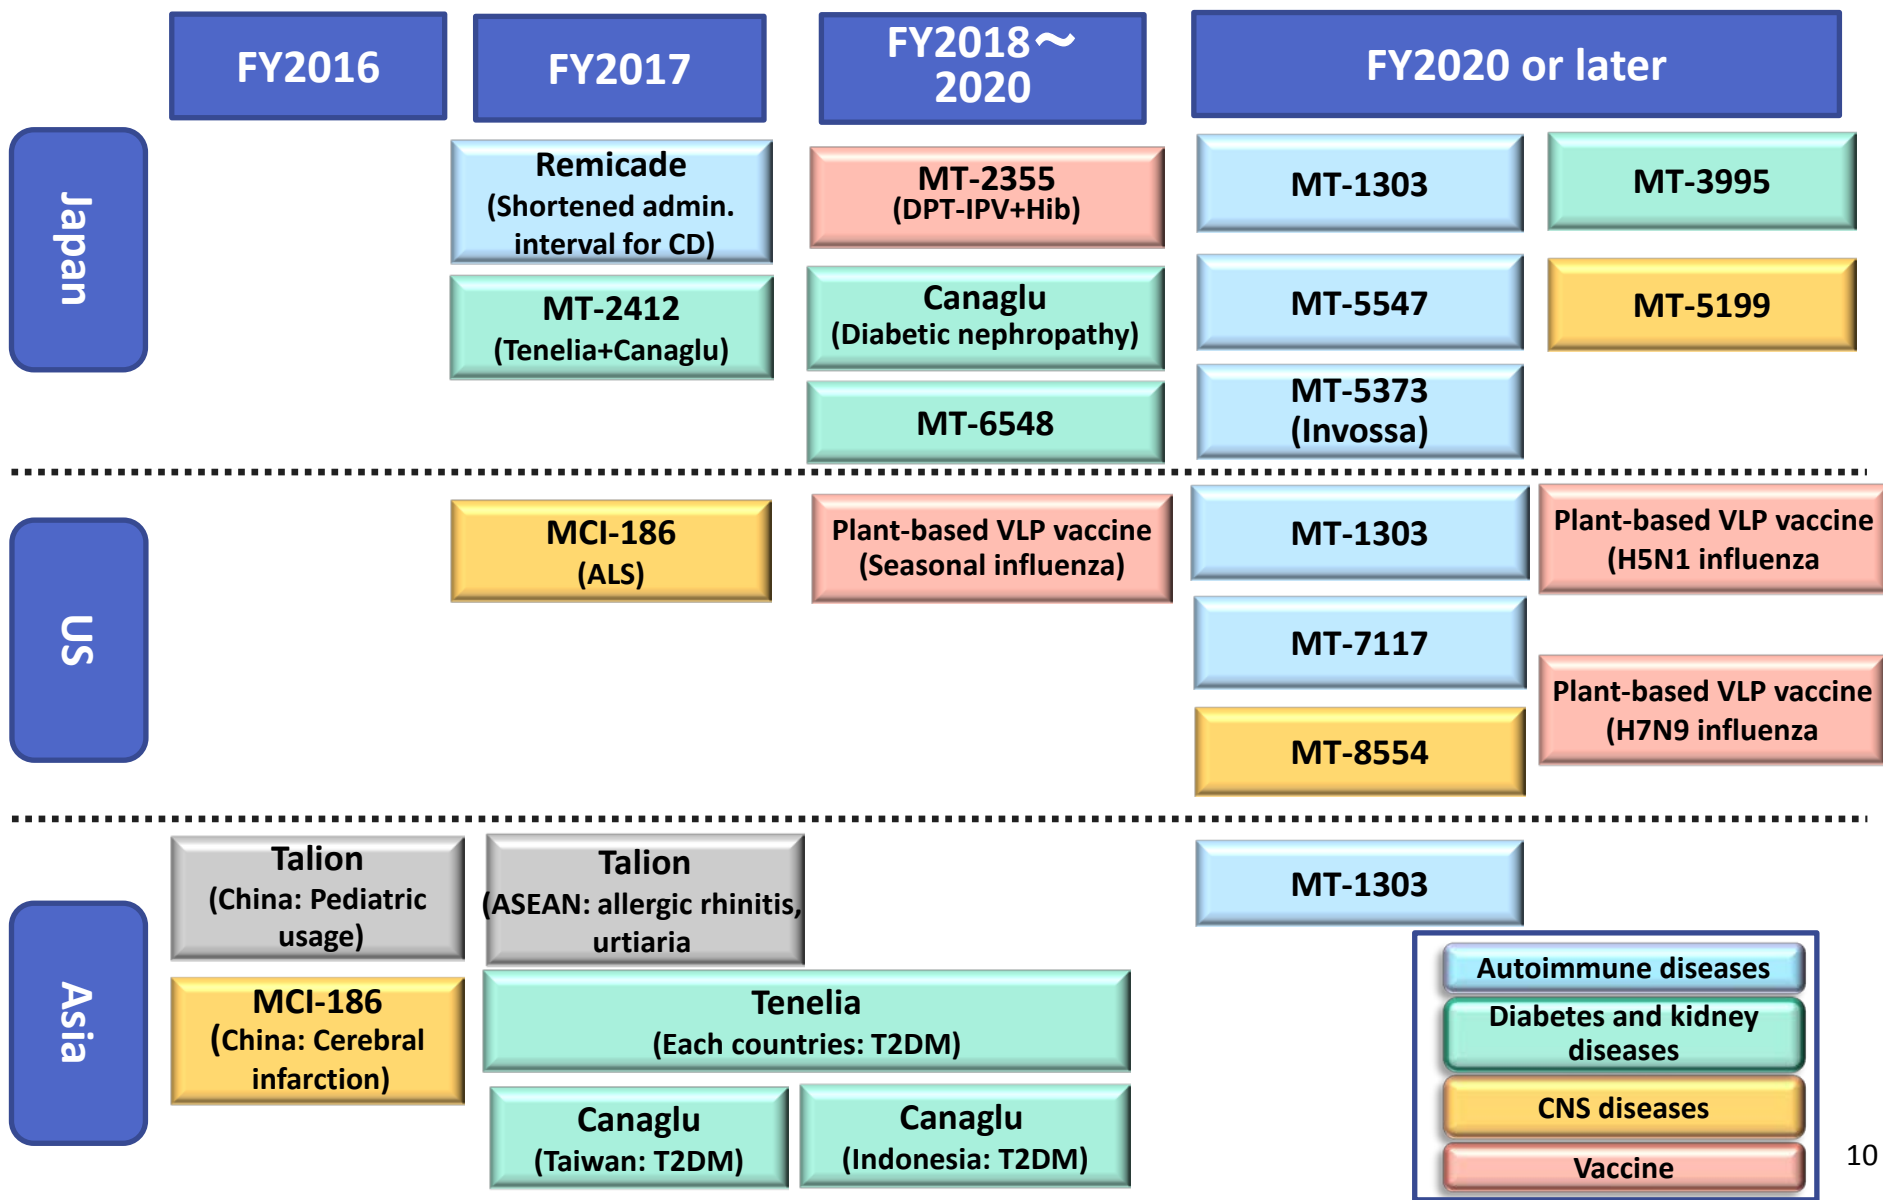 FY2016
FY2017
FY2018～
2020
FY2020 or later
Japan
Remicade
(Shortened admin.
interval for CD)
MT-2412
(Tenelia+Canaglu)
MT-2355
(DPT-IPV+Hib)
Canaglu
(Diabetic nephropathy)
MT-6548
MT-1303
MT-5547
MT-5373
(Invossa)
MT-3995
MT-5199
US
MCI-186
(ALS)
Plant-based VLP vaccine
(Seasonal influenza)
MT-1303
MT-7117
MT-8554
Plant-based VLP vaccine
(H5N1 influenza
Plant-based VLP vaccine
(H7N9 influenza
Asia
Talion
(China: Pediatric
usage)
MCI-186
(China: Cerebral
infarction)
Talion
(ASEAN: allergic rhinitis,
urtiaria
Tenelia
(Each countries: T2DM)
Canaglu
(Taiwan: T2DM)
Canaglu
(Indonesia: T2DM)
MT-1303
Autoimmune diseases
Diabetes and kidney
diseases
CNS diseases
Vaccine
10